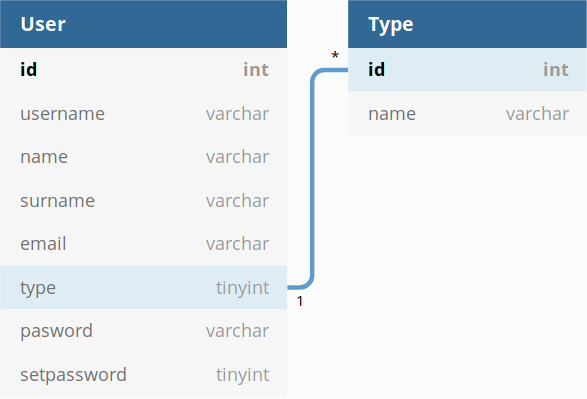 User
id int
username varchar
name varchar
surname varchar
email varchar
type tinyint
pasword varchar
setpassword tinyint
1
*
Type
id int
name varchar